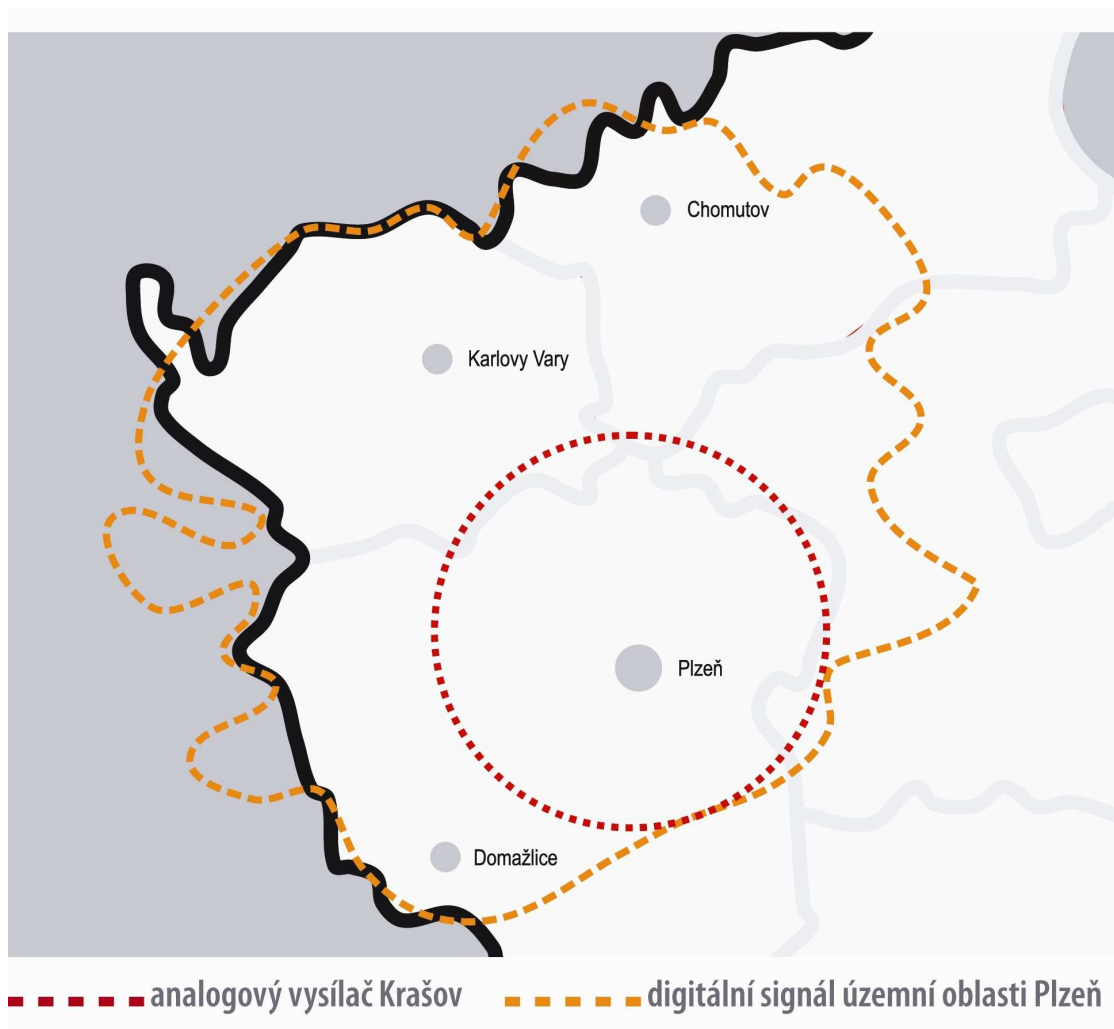 Chomutov
Karlovy Vary
Plzeň
Domažlice
analogový vysílač Krašov
digitální signál územní oblasti Plzeň